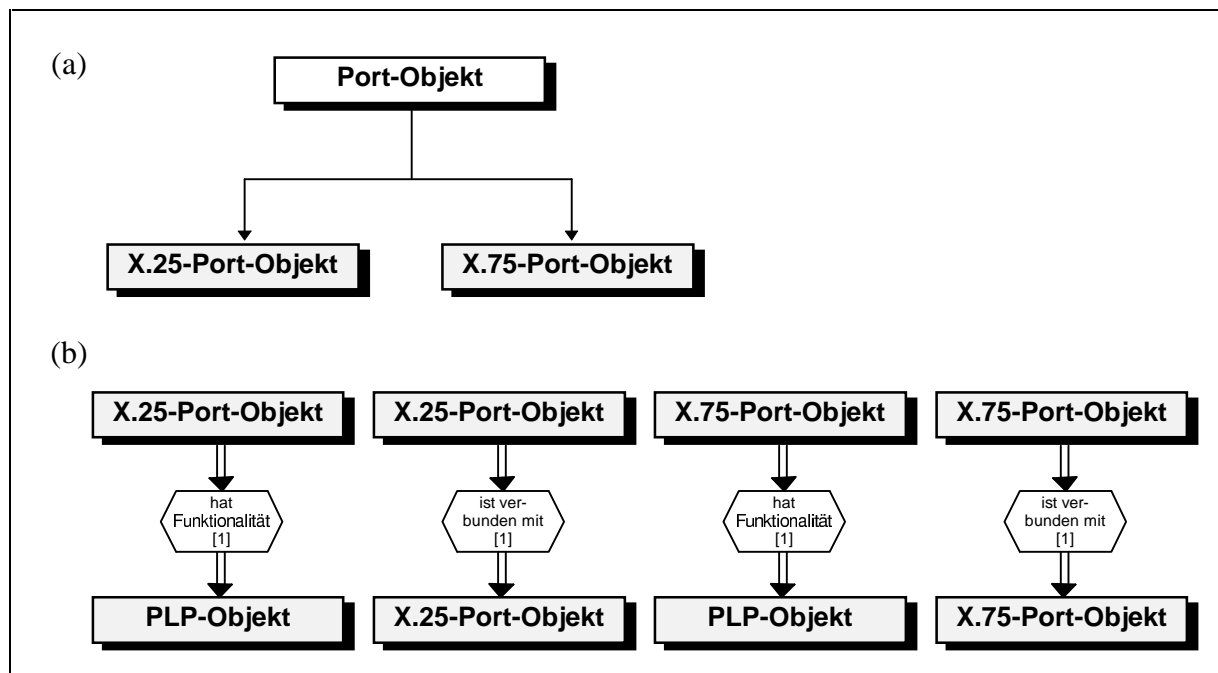 (a)
Port-Objekt
X.25-Port-Objekt
X.75-Port-Objekt
(b)
X.25-Port-Objekt
X.25-Port-Objekt
X.75-Port-Objekt
X.75-Port-Objekt
hat
Funktionalität
[1]
ist ver-
bunden mit
[1]
hat
Funktionalität
[1]
ist ver-
bunden mit
[1]
PLP-Objekt
X.25-Port-Objekt
PLP-Objekt
X.75-Port-Objekt